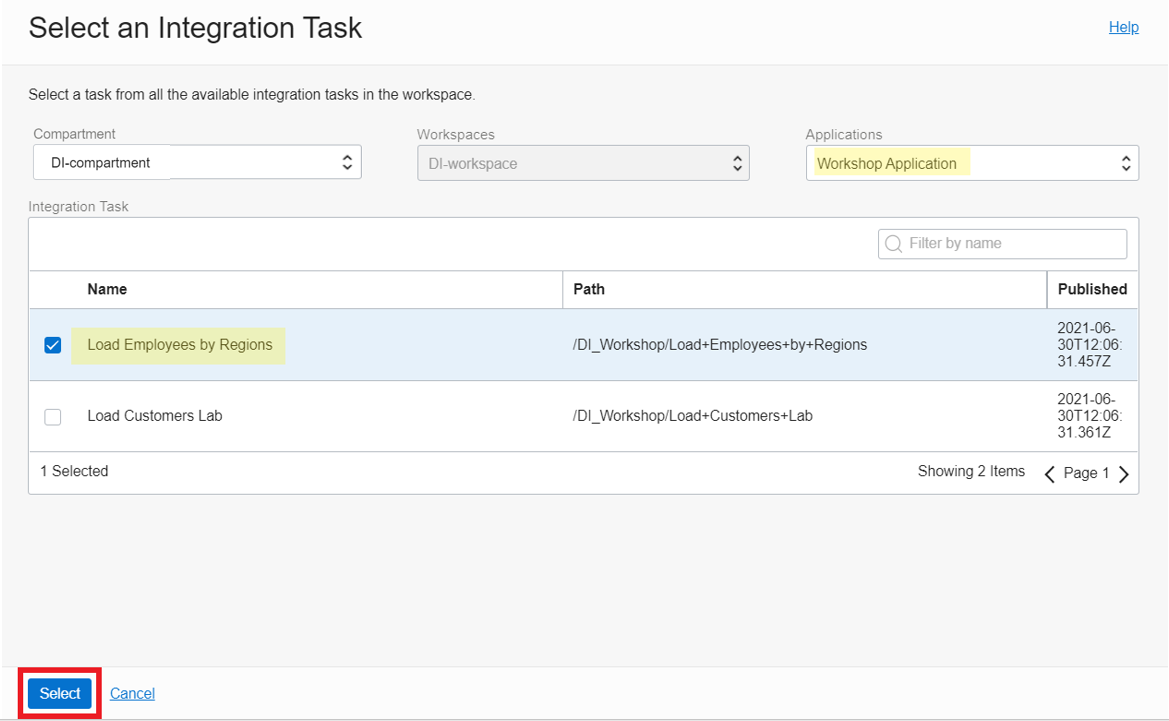 Select an Integration Task
Help
Select a task from all the available integration tasks in the workspace.
Compartment
Workspaces
Applications
DI-compartment
DI-workspace
Workshop Application
Integration Task
Filter by name
Name
Path
Published
Load Employees by Regions
/DI_Workshop/Load+Employees+by+Regions
2021-06-
30T12:06:
31.457Z
Load Customers Lab
/DI_Workshop/Load+Customers+Lab
2021-06-
30T12:06:
31.361Z
1 Selected
Showing 2 Items
Page 1
Select
Cancel